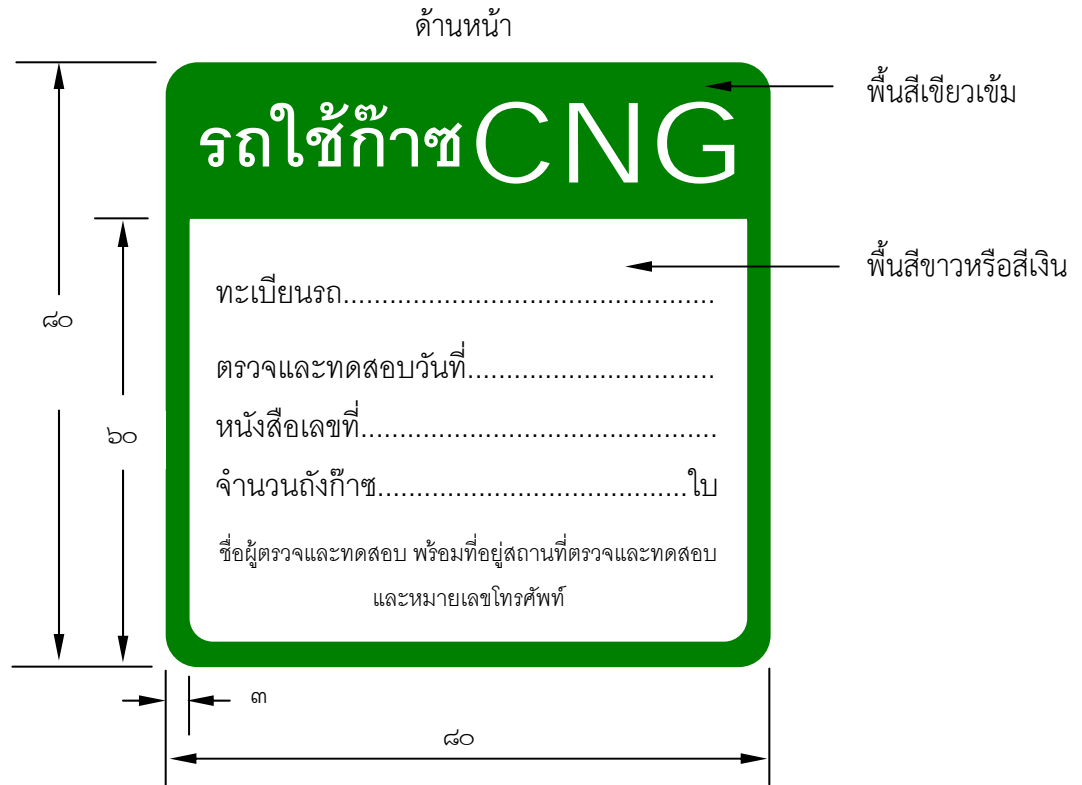 ด้านหน้า
พื้นสีเขียวเข้ม
รถใช้ก๊าซ CNG
พื้นสีขาวหรือสีเงิน
ทะเบียนรถ................................................
๘๐
ตรวจและทดสอบวันที่................................
๖๐
หนังสือเลขที่..............................................
จำนวนถังก๊าซ........................................ใบ
ชื่อผู้ตรวจและทดสอบ พร้อมที่อยู่สถานที่ตรวจและทดสอบ
และหมายเลขโทรศัพท์
๓
๘๐